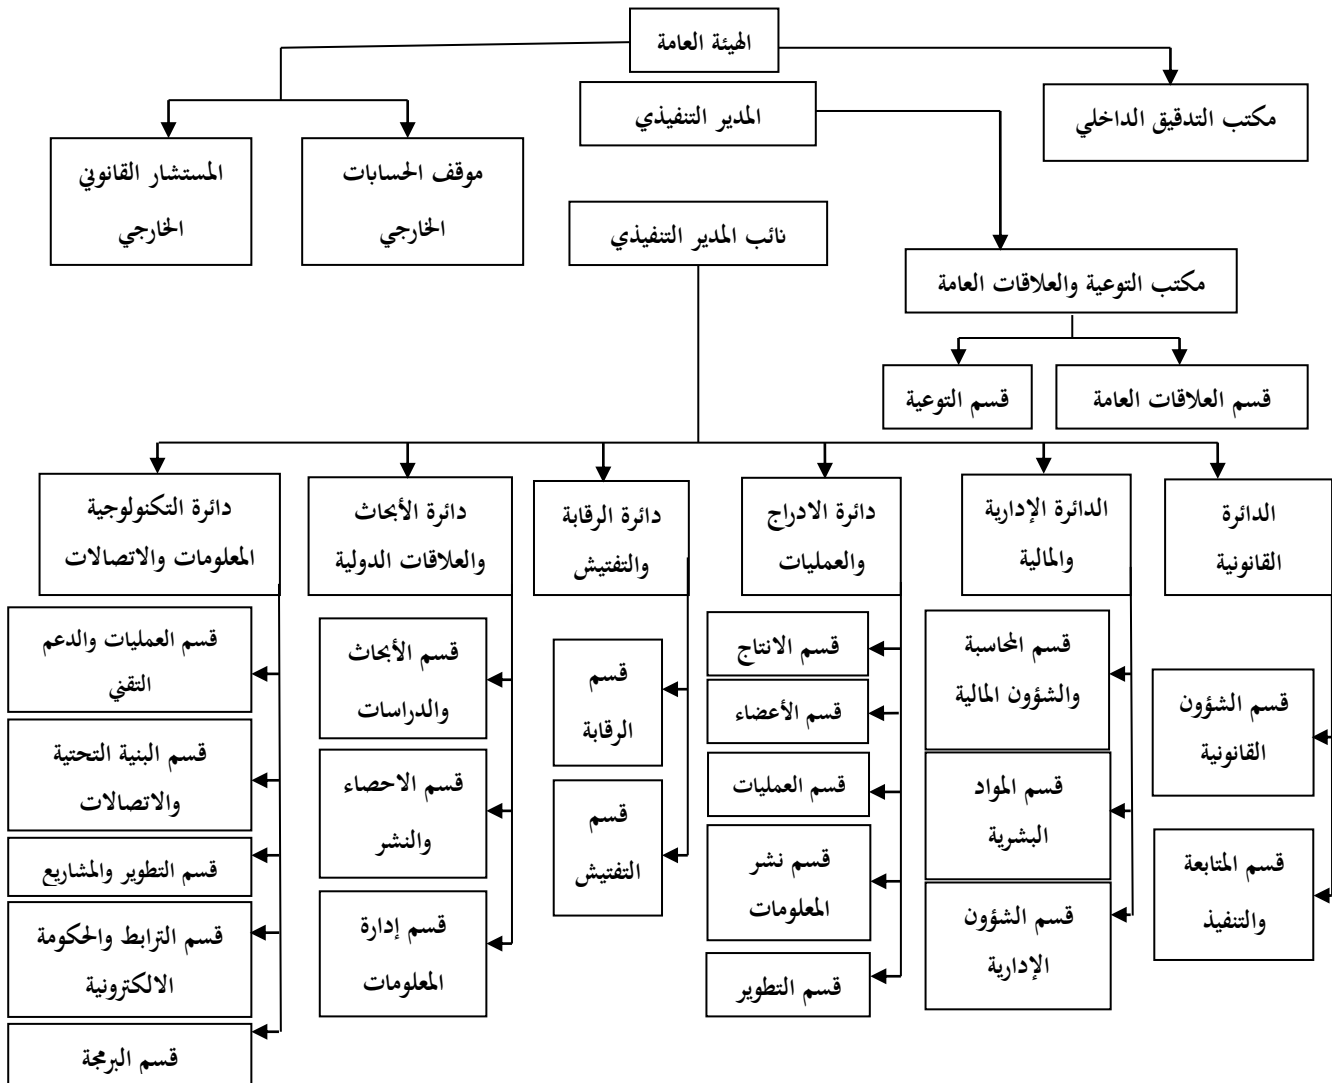 الهيئة العامة
مكتب التدقيق الداخلي
المدير التنفيذي
موقف الحسابات
الخارجي
المستشار القانوني
الخارجي
نائب المدير التنفيذي
مكتب التوعية والعلاقات العامة
قسم العلاقات العامة
قسم التوعية
الدائرة
القانونية
الدائرة الإدارية
والمالية
دائرة الادراج
والعمليات
دائرة الرقابة
والتفتيش
دائرة الأبحاث
والعلاقات الدولية
دائرة التكنولوجية
المعلومات والاتصالات
قسم الشؤون
القانونية
قسم المتابعة
والتنفيذ
قسم المحاسبة
والشؤون المالية
قسم المواد
البشرية
قسم الشؤون
الإدارية
قسم الانتاج
قسم الأعضاء
قسم العمليات
قسم نشر
المعلومات
قسم التطوير
قسم
الرقابة
قسم
التفتيش
قسم الأبحاث
والدراسات
قسم الاحصاء
والنشر
قسم إدارة
المعلومات
قسم العمليات والدعم
التقني
قسم البنية التحتية
والاتصالات
قسم التطوير والمشاريع
قسم الترابط والحكومة
الالكترونية
قسم البرمجة